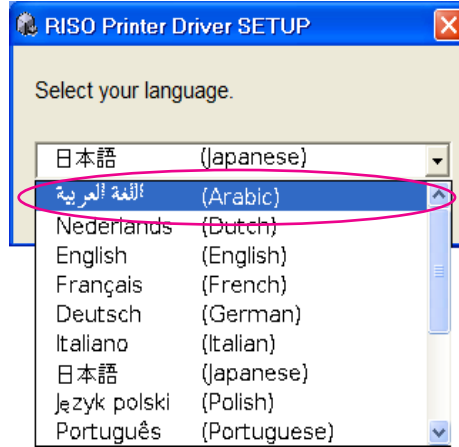 RISO Printer Driver SETUP
Select your language.
日本語 (Japanese)
اللغة العربية (Arabic)
Nederlands (Dutch)
English (English)
Français (French)
Deutsch (German)
Italiano (Italian)
日本語 (Japanese)
Język polski (Polish)
Português (Portuguese)